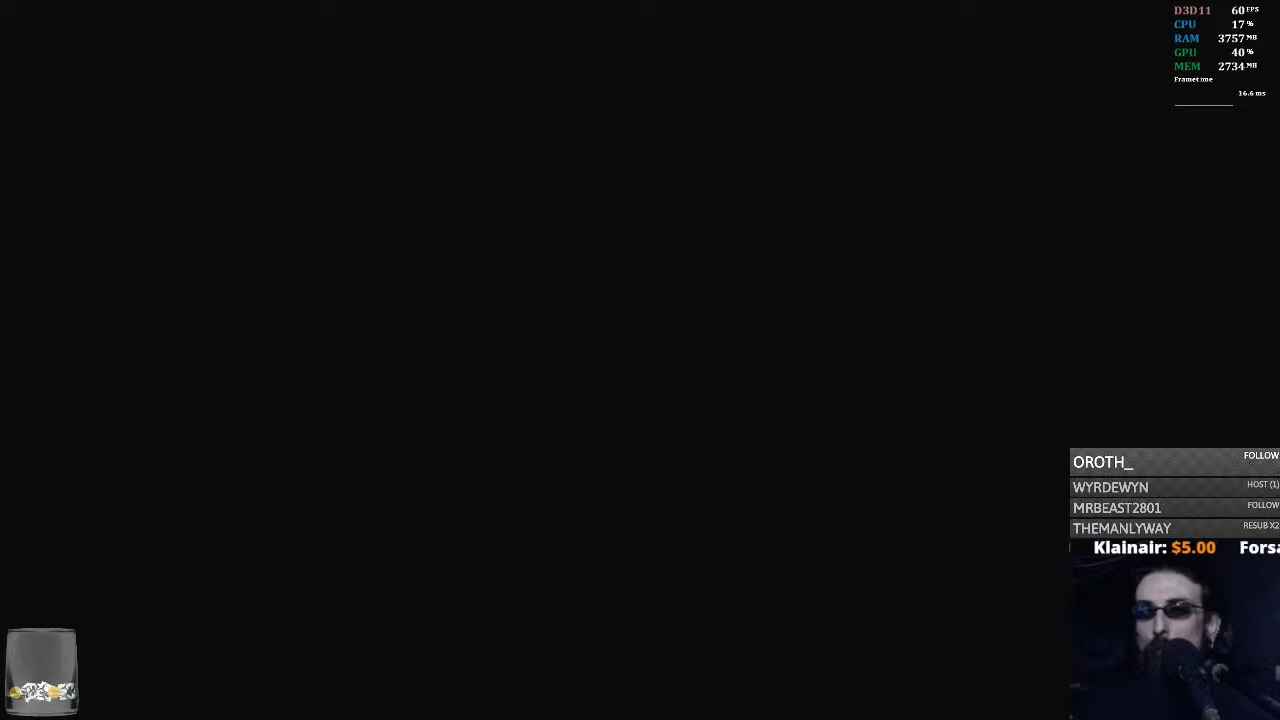 D3D11 60 FPS
CPU 17 %
RAM 3757 MB
GPU 40 %
MEM 2734 MB
Frametime
16.6 ms
OROTH_ FOLLOW
WYRDEWYN HOST (1)
MRBEAST2801 FOLLOW
THEMANLYWAY RESUB X2
Klainair: $5.00 Forsa